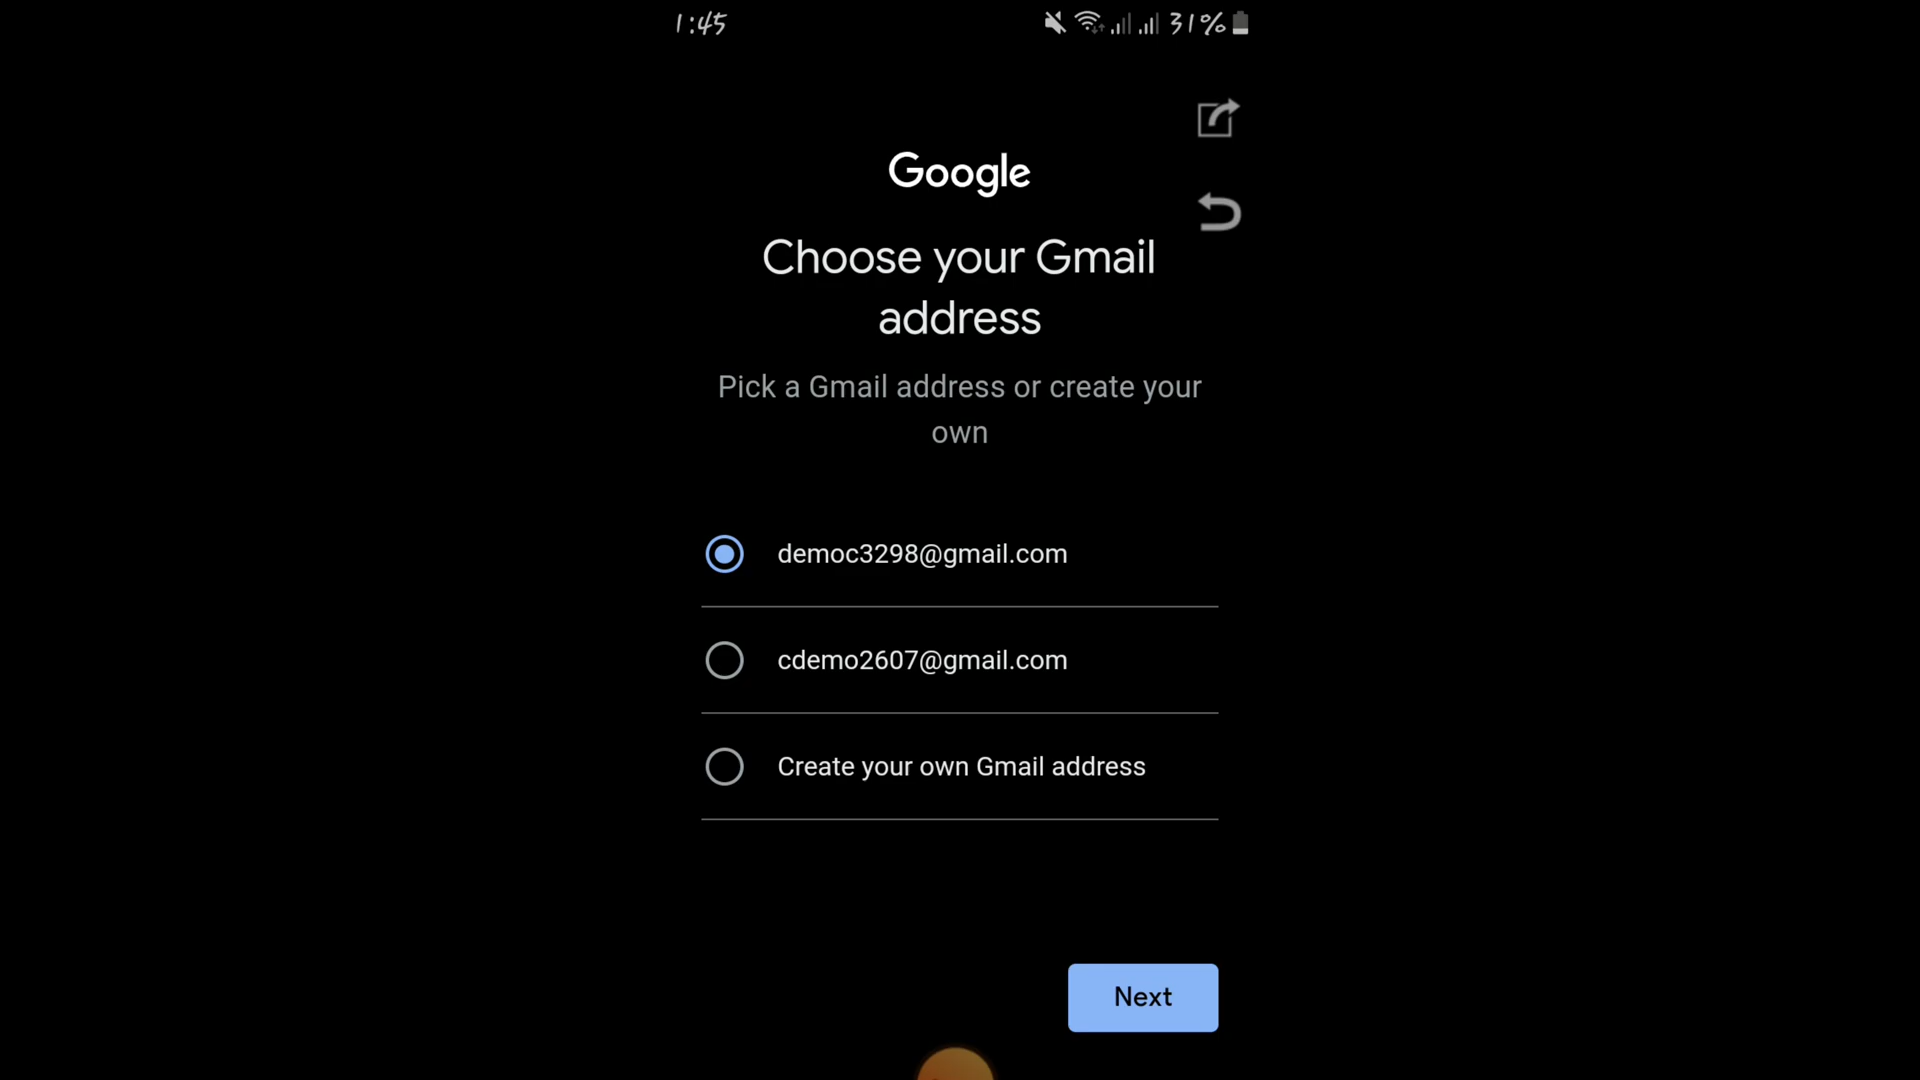 1:45
31%
Google
Choose your Gmail
address
Pick a Gmail address or create your
own
democ3298@gmail.com
cdemo2607@gmail.com
Create your own Gmail address
Next